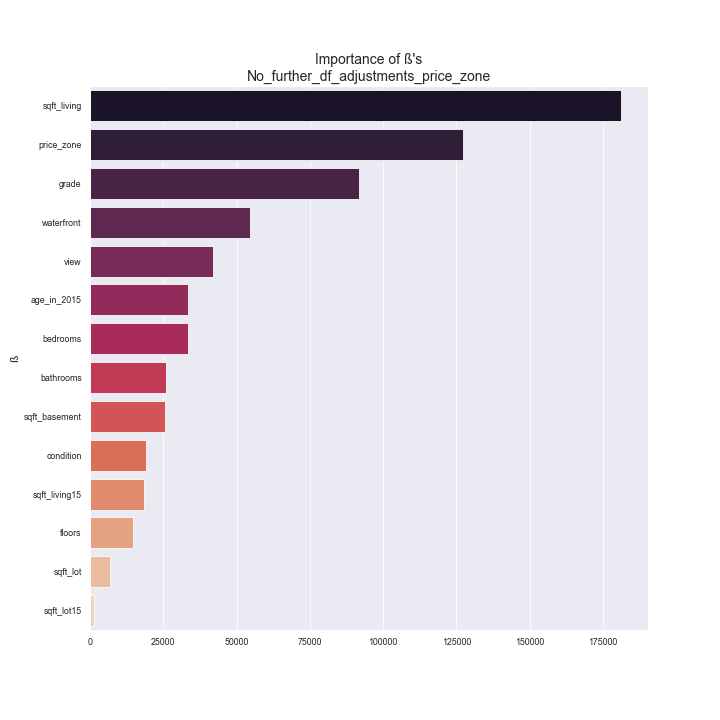 Importance of ß's
No_further_df_adjustments_price_zone
sqft_living
price_zone
grade
waterfront
view
age_in_2015
bedrooms
bathrooms
sqft_basement
condition
sqft_living15
floors
sqft_lot
sqft_lot15
ß
0 25000 50000 75000 100000 125000 150000 175000